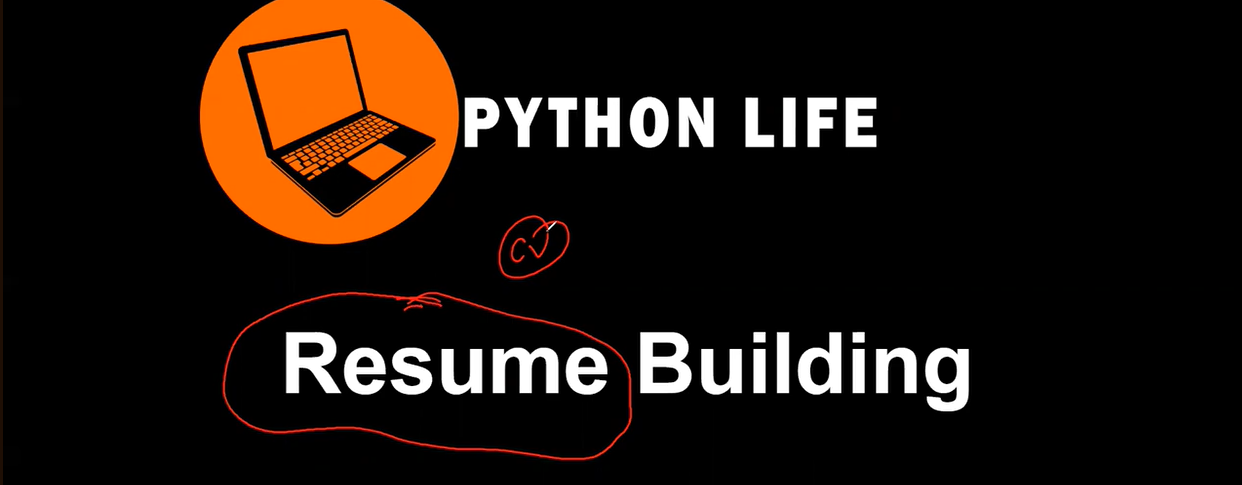 PYTHON LIFE
CV
Resume Building